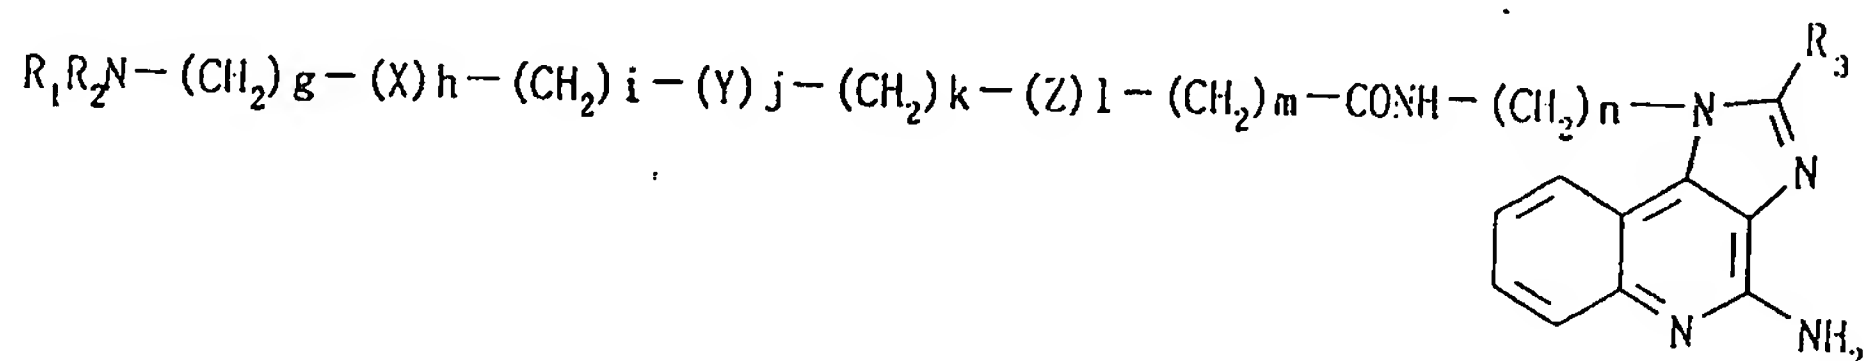 R₁R₂N—(CH₂)g—(X)h—(CH₂)i—(Y)j—(CH₂)k—(Z)l—(CH₂)m—CONH—(CH₂)n—N
R₃
N
N
NH₂